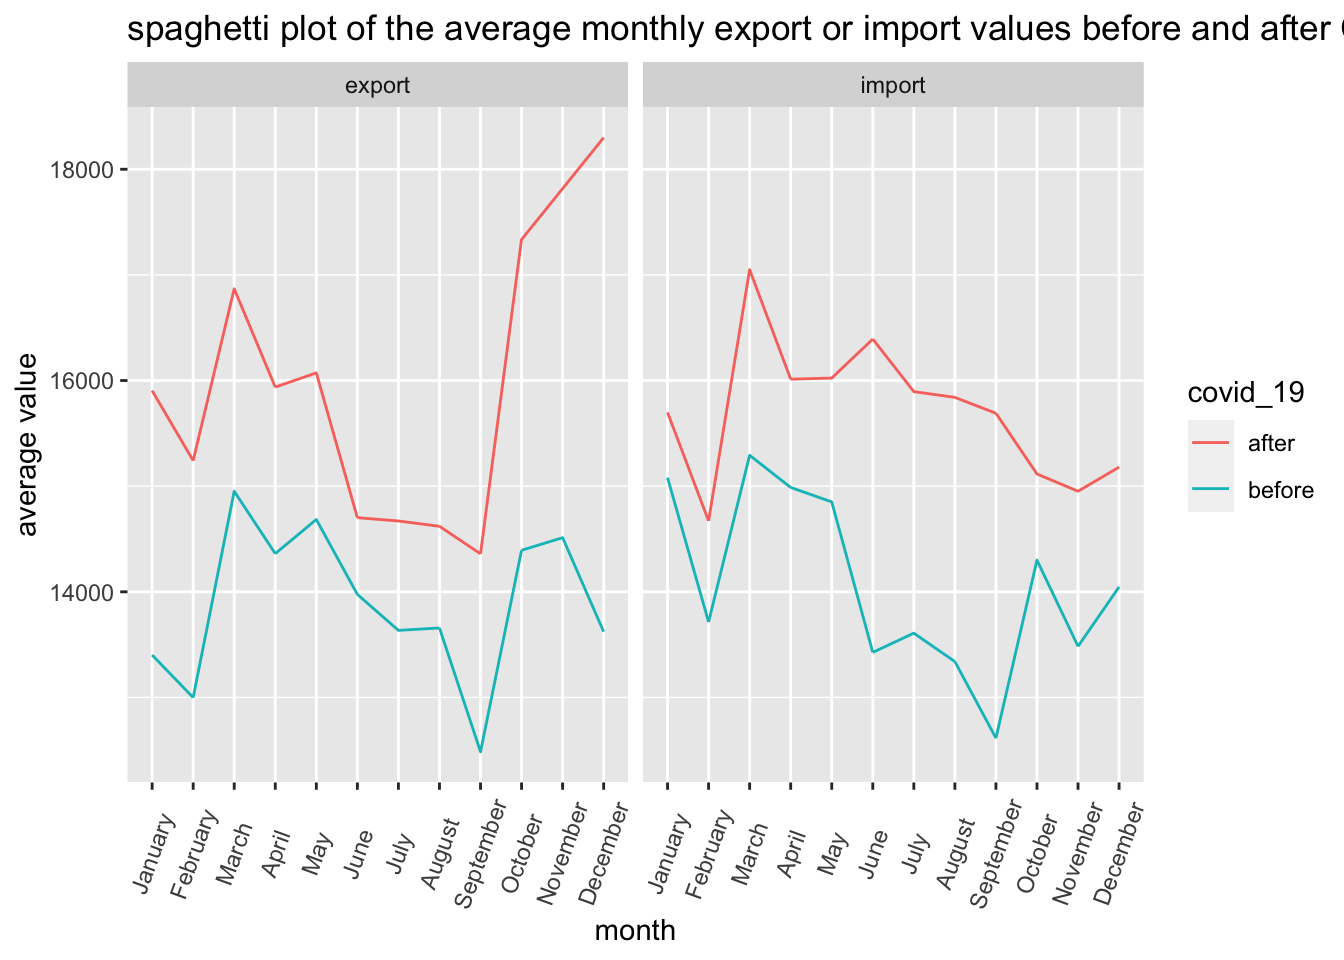 spaghetti plot of the average monthly export or import values before and after
export
import
18000
16000
14000
average value
January
February
March
April
May
June
July
August
September
October
November
December
January
February
March
April
May
June
July
August
September
October
November
December
month
covid_19
after
before